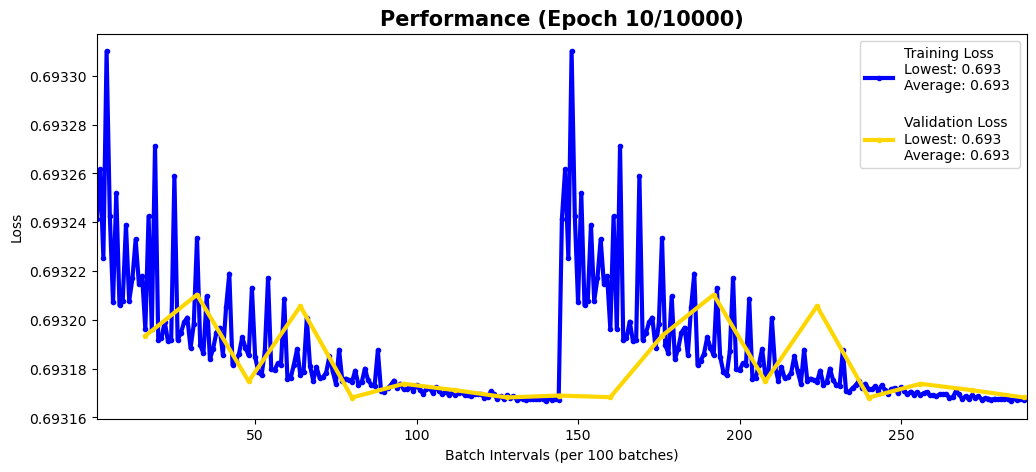 Performance (Epoch 10/10000)
Training Loss
Lowest: 0.693
Average: 0.693
Validation Loss
Lowest: 0.693
Average: 0.693
Loss
0.69330
0.69328
0.69326
0.69324
0.69322
0.69320
0.69318
0.69316
50
100
150
200
250
Batch Intervals (per 100 batches)